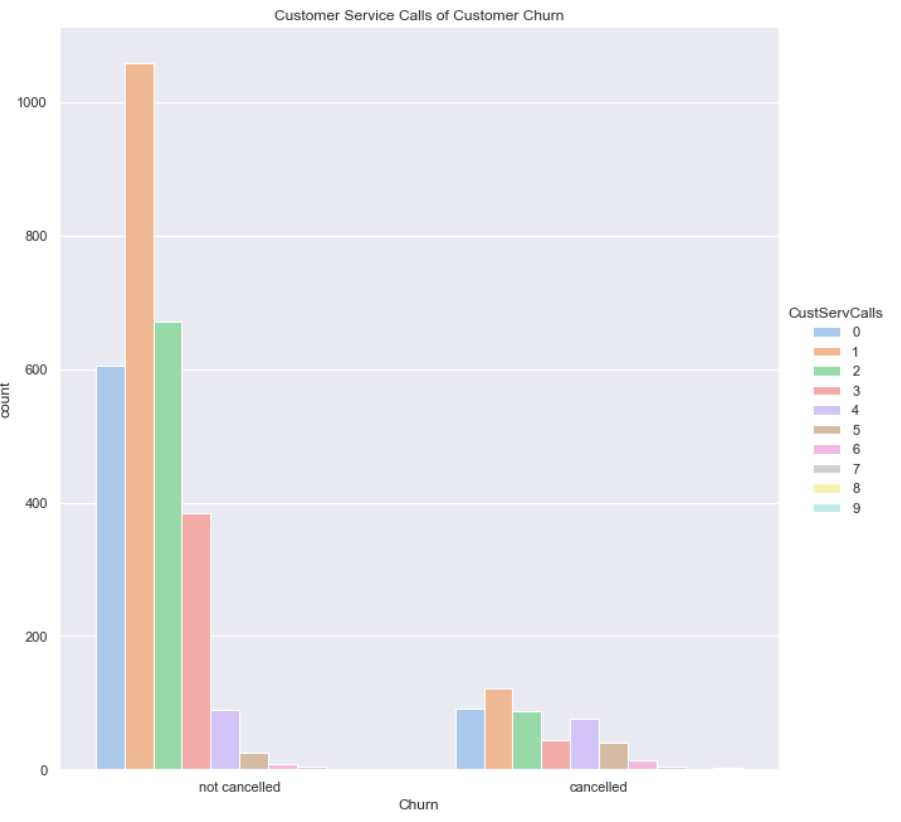 Customer Service Calls of Customer Churn
1000
800
600
400
200
0
count
not cancelled
cancelled
Churn
CustServCalls
0
1
2
3
4
5
6
7
8
9